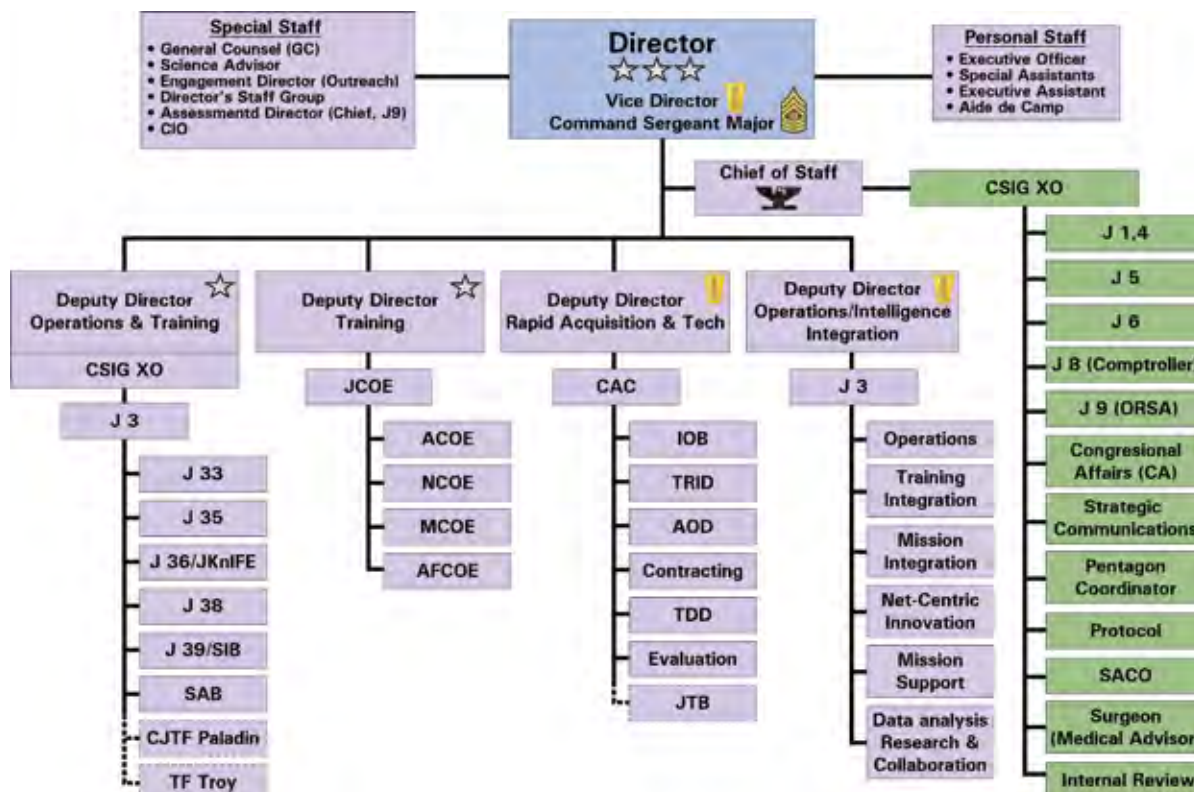 Special Staff
• General Counsel (GC)
• Science Advisor
• Engagement Director (Outreach)
• Director's Staff Group
• Assessmentd Director (Chief, J9)
• CIO
Director
Vice Director
Command Sergeant Major
Personal Staff
• Executive Officer
• Special Assistants
• Executive Assistant
• Aide de Camp
Chief of Staff
CSIG XO
J 1,4
J 5
J 6
J 8 (Comptroller)
J 9 (ORSA)
Congresional
Affairs (CA)
Strategic
Communications
Pentagon
Coordinator
Protocol
SACO
Surgeon
(Medical Advisor
Internal Review
Deputy Director
Operations & Training
CSIG XO
J 3
J 33
J 35
J 36/JKnIFE
J 38
J 39/SIB
SAB
CJTF Paladin
TF Troy
Deputy Director
Training
JCOE
ACOE
NCOE
MCOE
AFCOE
Deputy Director
Rapid Acquisition & Tech
CAC
IOB
TRID
AOD
Contracting
TDD
Evaluation
JTB
Deputy Director
Operations/Intelligence
Integration
J 3
Operations
Training
Integration
Mission
Integration
Net-Centric
Innovation
Mission
Support
Data analysis
Research &
Collaboration